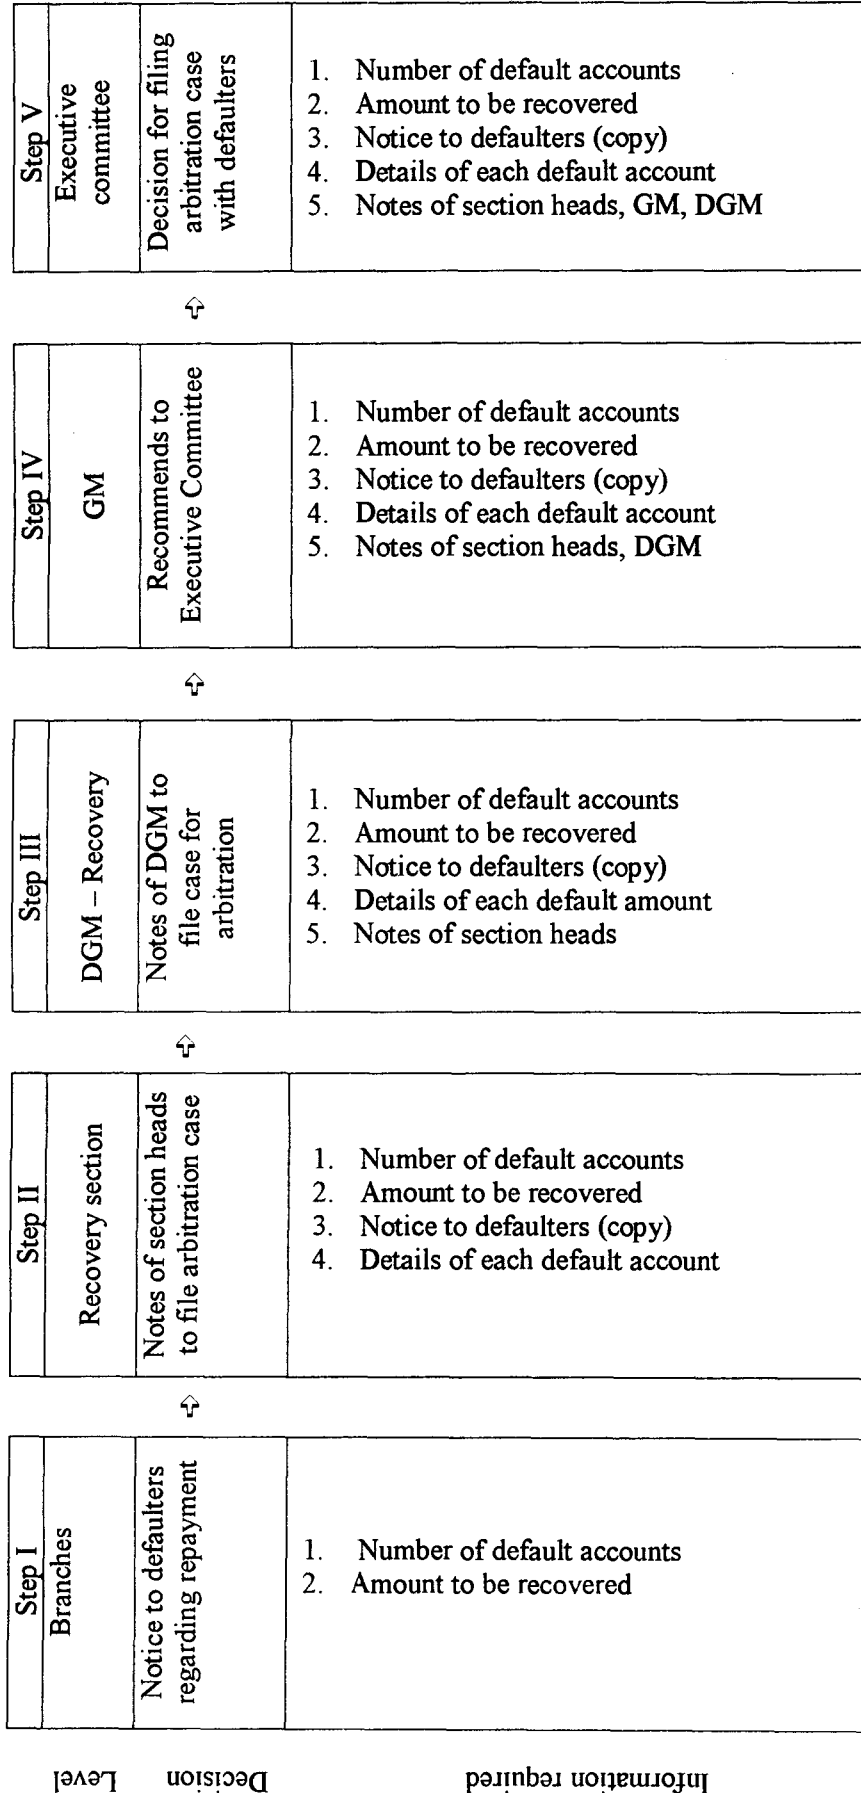 Step V
Executive
committee
Decision for filing
arbitration case
with defaulters
1. Number of default accounts
2. Amount to be recovered
3. Notice to defaulters (copy)
4. Details of each default account
5. Notes of section heads, GM, DGM
Step IV
GM
Recommends to
Executive Committee
1. Number of default accounts
2. Amount to be recovered
3. Notice to defaulters (copy)
4. Details of each default account
5. Notes of section heads, DGM
Step III
DGM – Recovery
Notes of DGM to
file case for
arbitration
1. Number of default accounts
2. Amount to be recovered
3. Notice to defaulters (copy)
4. Details of each default amount
5. Notes of section heads
Step II
Recovery section
Notes of section heads
to file arbitration case
1. Number of default accounts
2. Amount to be recovered
3. Notice to defaulters (copy)
4. Details of each default account
Step I
Branches
Notice to defaulters
regarding repayment
1. Number of default accounts
2. Amount to be recovered
Level
Decision
Information required